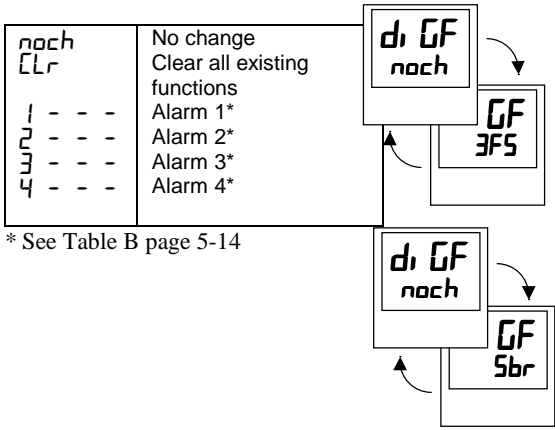 noch No change
CLr Clear all existing
functions
1 - - - Alarm 1*
2 - - - Alarm 2*
3 - - - Alarm 3*
4 - - - Alarm 4*
* See Table B page 5-14
di GF
noch
GF
3FS
di GF
noch
GF
Sbr